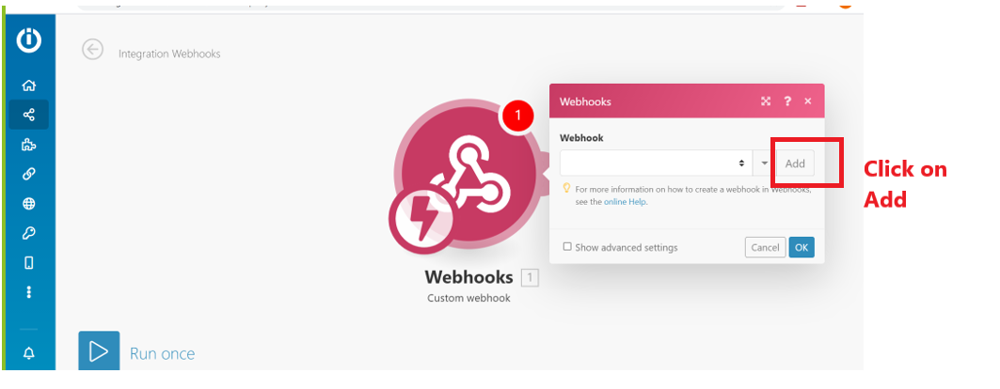 Integration Webhooks
1
Webhooks
Webhook
Add
For more information on how to create a webhook in Webhooks,
see the online Help.
Show advanced settings
Cancel
OK
Click on
Add
Webhooks 1
Custom webhook
Run once